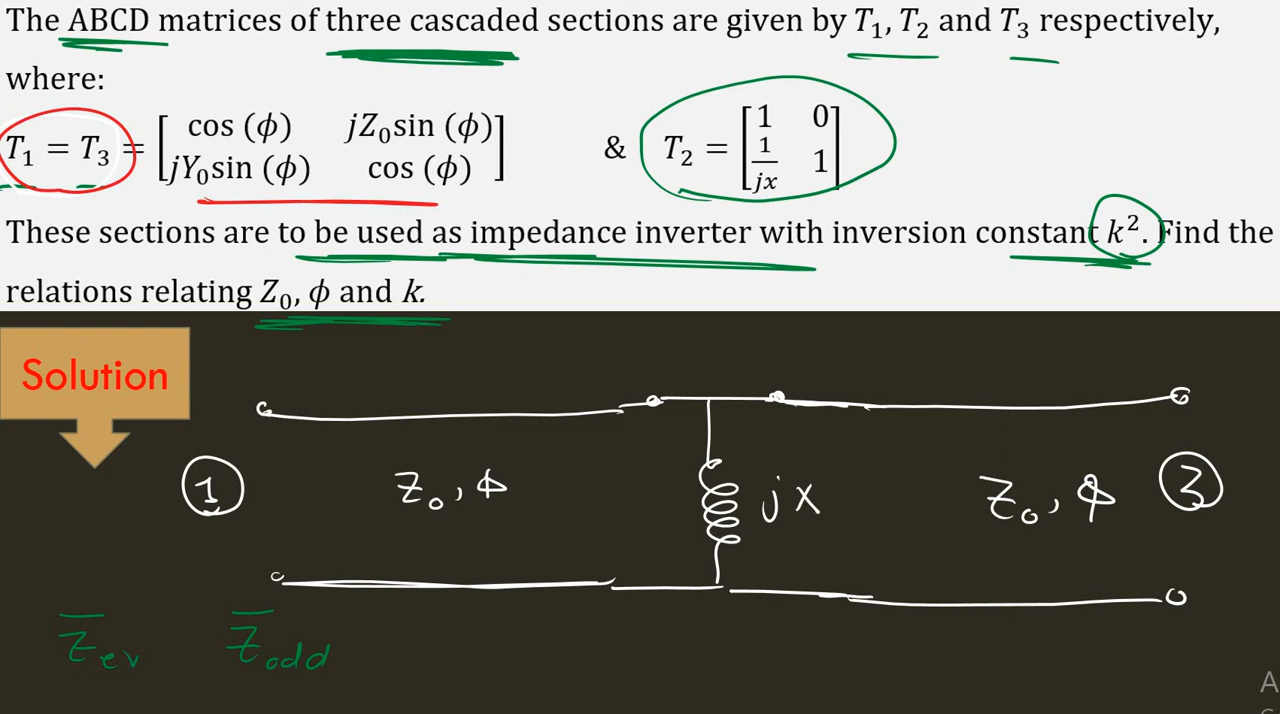 The ABCD matrices of three cascaded sections are given by T₁, T₂ and T₃ respectively,
where:
T₁ = T₃ = [ cos (ϕ) jZ₀sin (ϕ) ; jY₀sin (ϕ) cos (ϕ) ] & T₂ = [ 1 0 ; 1/jx 1 ]
These sections are to be used as impedance inverter with inversion constant k². Find the
relations relating Z₀, ϕ and k.
Solution
1 Z₀, ϕ jx Z₀, ϕ 3
Z̅ev Z̅odd
A